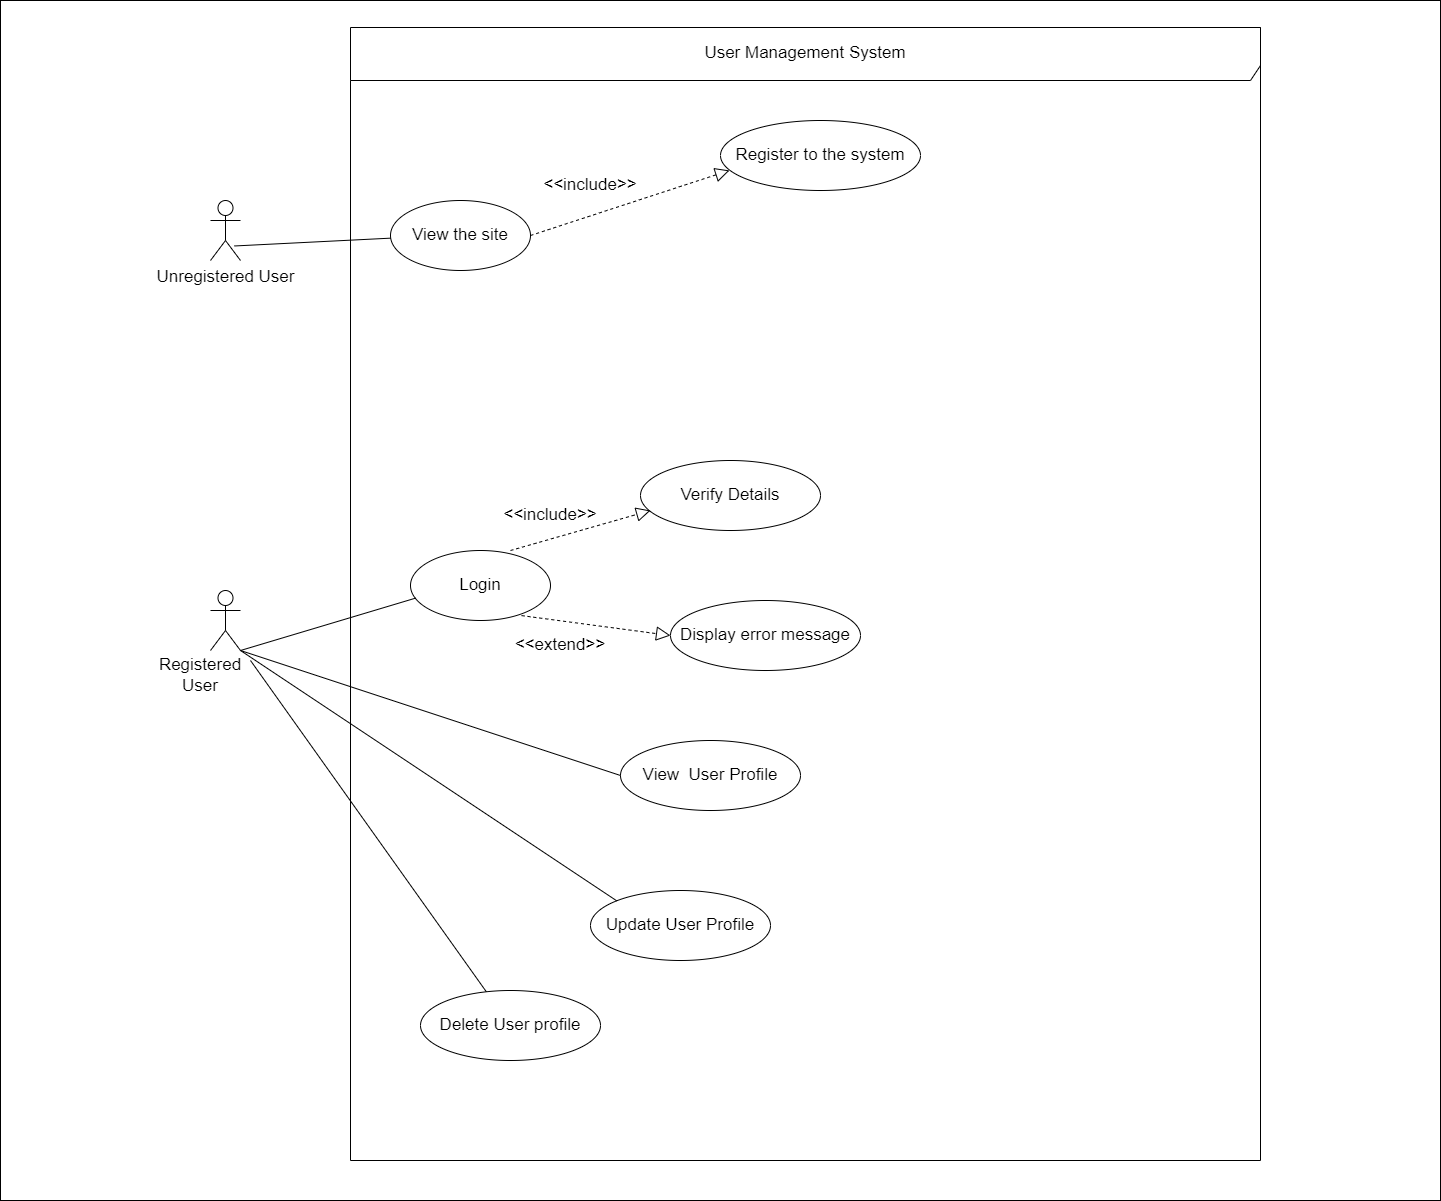 User Management System
Register to the system
<<include>>
View the site
Unregistered User
Verify Details
<<include>>
Login
Display error message
<<extend>>
Registered
User
View  User Profile
Update User Profile
Delete User profile